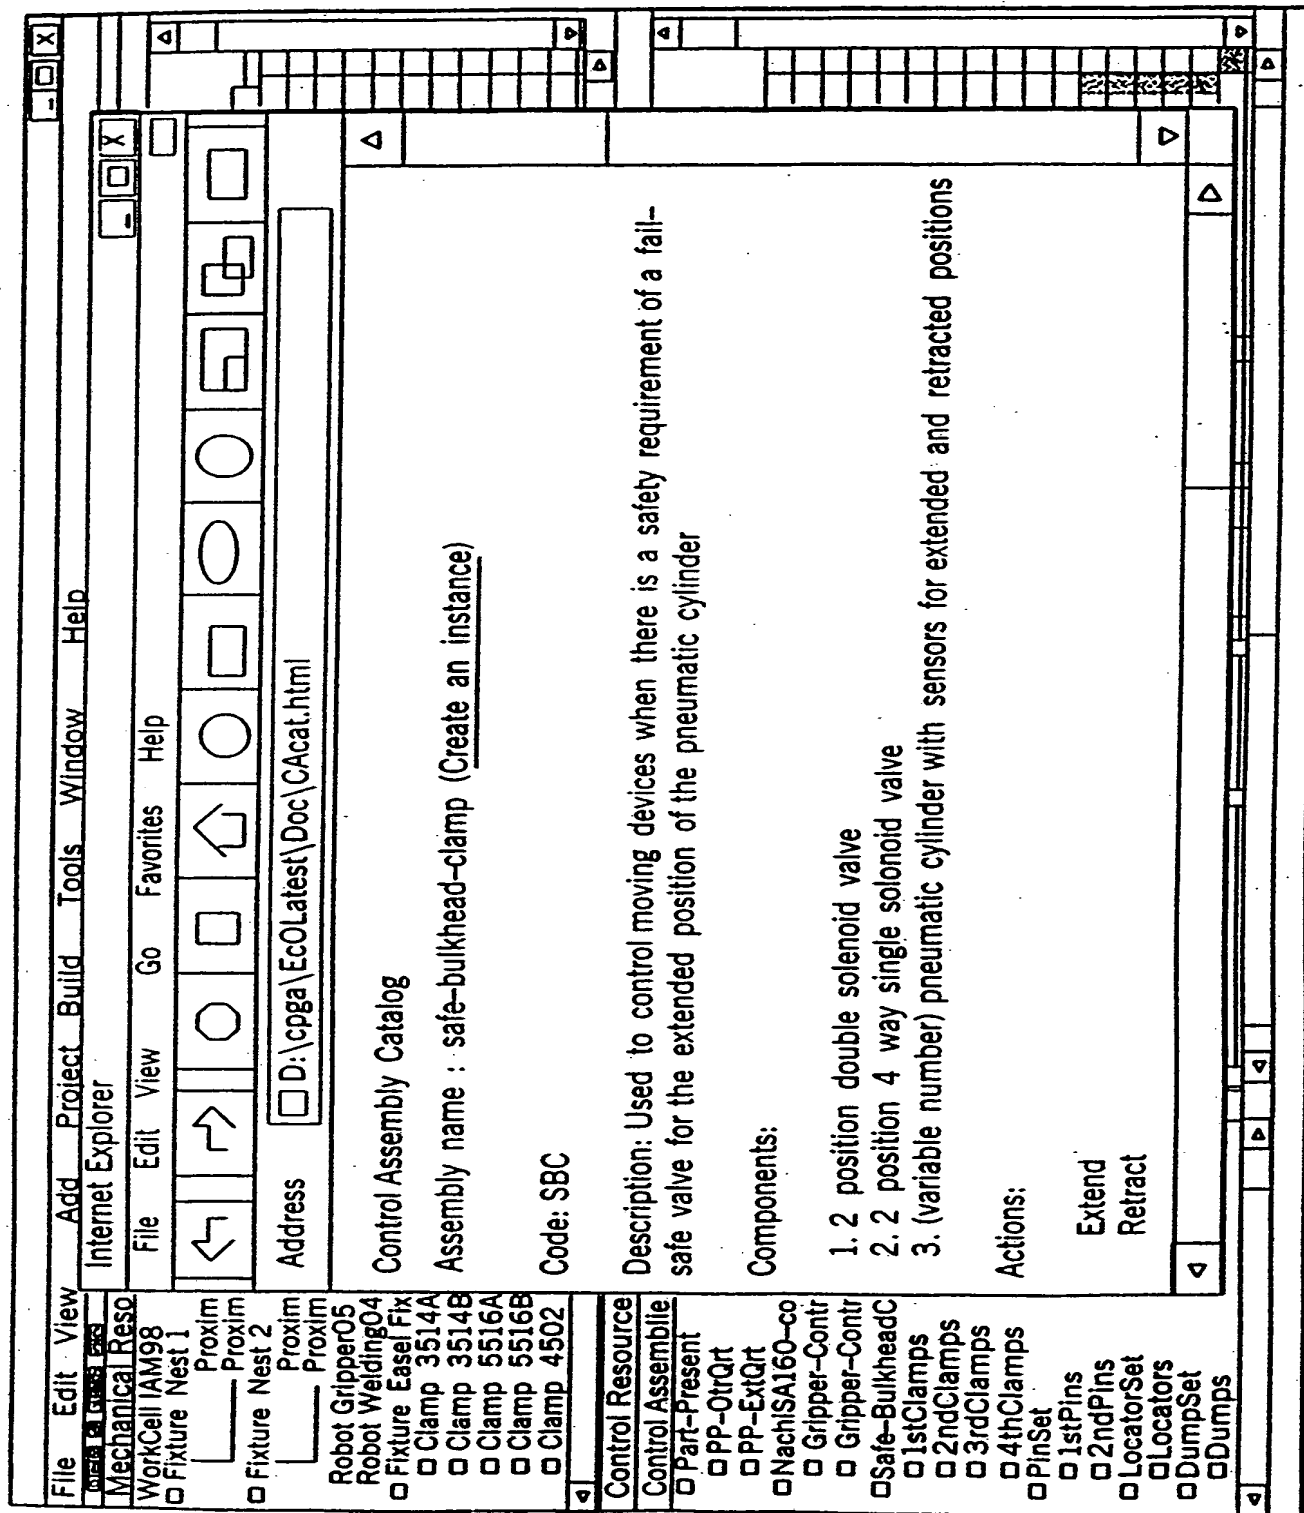 File Edit View Add Project Build Tools Window Help
Mechanical Reso
WorkCell IAM98
Fixture Nest 1
Proxim
Proxim
Fixture Nest 2
Proxim
Proxim
Robot Gripper05
Robot Welding04
Fixture Easel Fix
Clamp 3514A
Clamp 3514B
Clamp 5516A
Clamp 5516B
Clamp 4502
Control Resource
Control Assemblie
Part-Present
PP-OtrQrt
PP-ExtQrt
NachiSA160-co
Gripper-Contr
Gripper-Contr
Safe-BulkheadC
1stClamps
2ndClamps
3rdClamps
4thClamps
PinSet
1stPins
2ndPins
LocatorSet
Locators
DumpSet
Dumps
Internet Explorer
File Edit View Go Favorites Help
Address D:\cpga\EcOLatest\Doc\CAcat.html
Control Assembly Catalog
Assembly name : safe-bulkhead-clamp (Create an instance)
Code: SBC
Description: Used to control moving devices when there is a safety requirement of a fail-
safe valve for the extended position of the pneumatic cylinder
Components:
1. 2 position double solenoid valve
2. 2 position 4 way single solonoid valve
3. (variable number) pneumatic cylinder with sensors for extended and retracted positions
Actions:
Extend
Retract